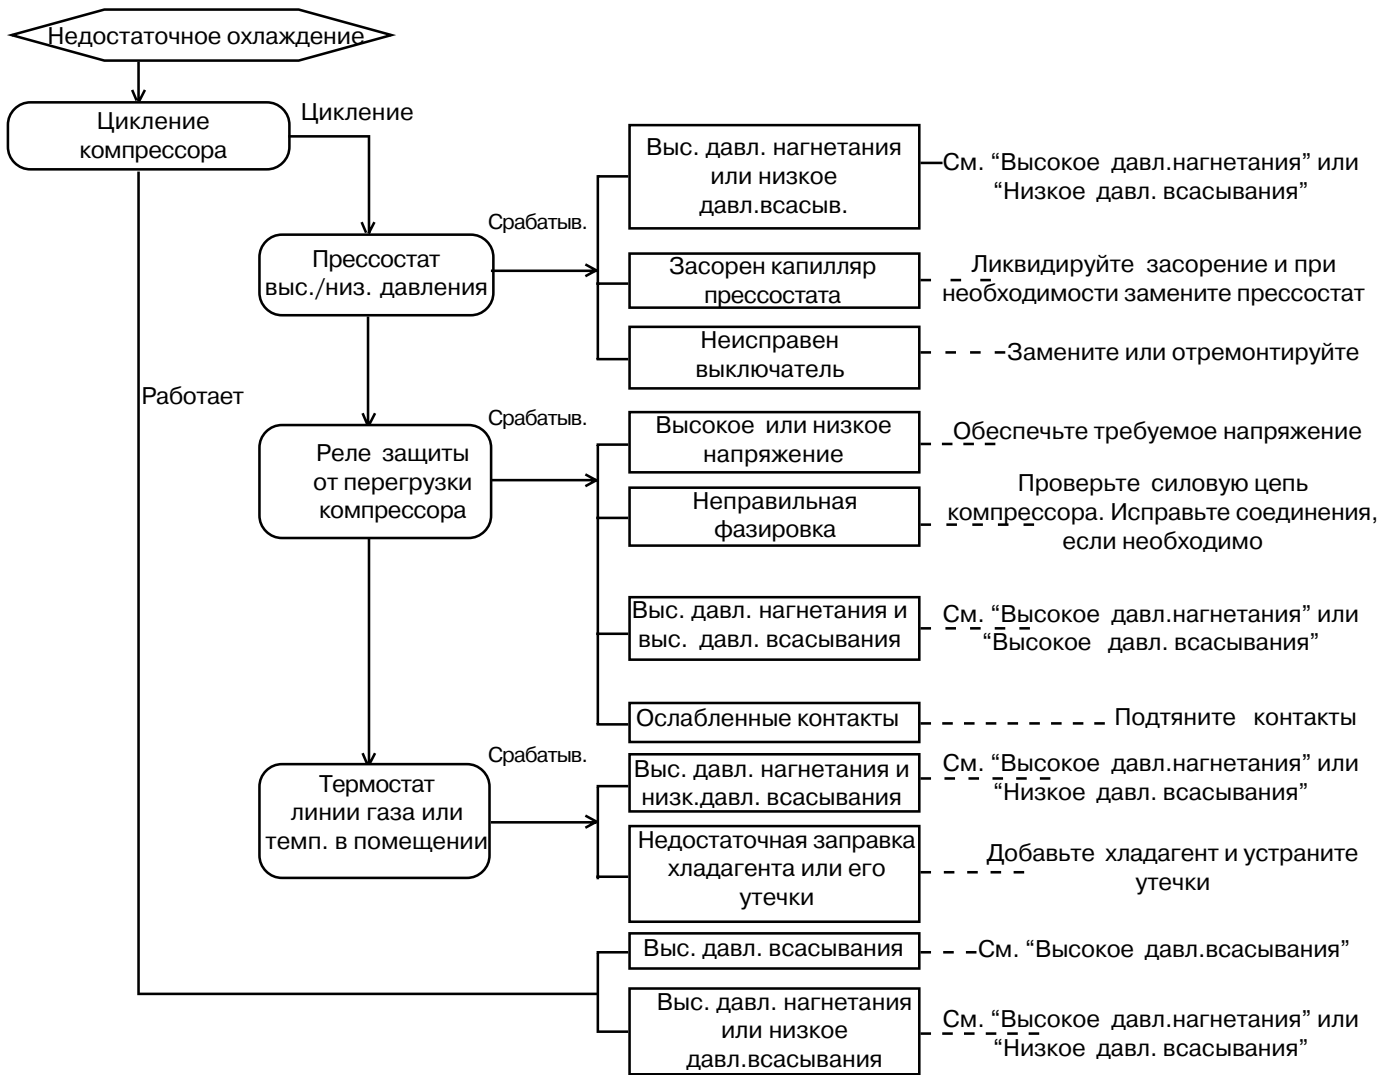 Недостаточное охлаждение
Цикление
компрессора
Цикление
Работает
Прессостат
выс./низ. давления
Срабатыв.
Выс. давл. нагнетания
или низкое
давл.всасыв.
См. “Высокое давл.нагнетания” или
“Низкое давл. всасывания”
Засорен капилляр
прессостата
Ликвидируйте засорение и при
необходимости замените прессостат
Неисправен
выключатель
Замените или отремонтируйте
Реле защиты
от перегрузки
компрессора
Срабатыв.
Высокое или низкое
напряжение
Обеспечьте требуемое напряжение
Неправильная
фазировка
Проверьте силовую цепь
компрессора. Исправьте соединения,
если необходимо
Выс. давл. нагнетания и
выс. давл. всасывания
См. “Высокое давл.нагнетания” или
“Высокое давл. всасывания”
Ослабленные контакты
Подтяните контакты
Термостат
линии газа или
темп. в помещении
Срабатыв.
Выс. давл. нагнетания и
низк.давл. всасывания
См. “Высокое давл.нагнетания” или
“Низкое давл. всасывания”
Недостаточная заправка
хладагента или его
утечки
Добавьте хладагент и устраните
утечки
Выс. давл. всасывания
См. “Высокое давл.всасывания”
Выс. давл. нагнетания
или низкое
давл.всасывания
См. “Высокое давл.нагнетания” или
“Низкое давл. всасывания”